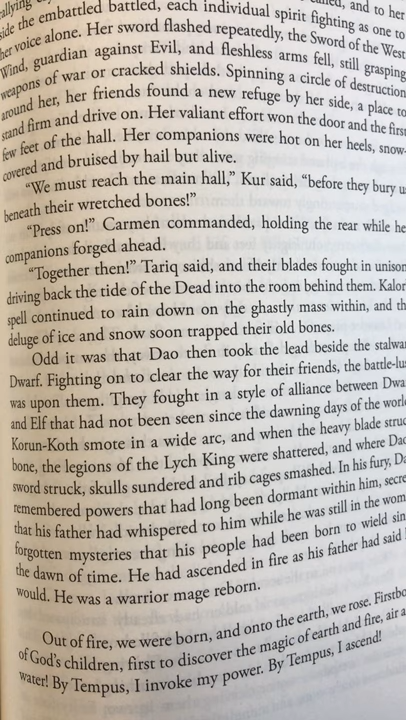 side the embattled battled, each individual spirit fighting as one to
her voice alone. Her sword flashed repeatedly, the Sword of the West
Wind, guardian against Evil, and fleshless arms fell, still grasping
weapons of war or cracked shields. Spinning a circle of destruction
around her, her friends found a new refuge by her side, a place to
stand firm and drive on. Her valiant effort won the door and the first
few feet of the hall. Her companions were hot on her heels, snow-
covered and bruised by hail but alive.
“We must reach the main hall,” Kur said, “before they bury u
beneath their wretched bones!”
“Press on!” Carmen commanded, holding the rear while he
companions forged ahead.
“Together then!” Tariq said, and their blades fought in unison
driving back the tide of the Dead into the room behind them. Kalor
spell continued to rain down on the ghastly mass within, and th
deluge of ice and snow soon trapped their old bones.
Odd it was that Dao then took the lead beside the stalwar
Dwarf. Fighting on to clear the way for their friends, the battle-lu
was upon them. They fought in a style of alliance between Dwa
and Elf that had not been seen since the dawning days of the worl
Korun-Koth smote in a wide arc, and when the heavy blade struc
bone, the legions of the Lych King were shattered, and where Dao
sword struck, skulls sundered and rib cages smashed. In his fury, Da
remembered powers that had long been dormant within him, secre
that his father had whispered to him while he was still in the wom
forgotten mysteries that his people had been born to wield sin
the dawn of time. He had ascended in fire as his father had said
would. He was a warrior mage reborn.
Out of fire, we were born, and onto the earth, we rose. Firstbo
of God’s children, first to discover the magic of earth and fire, air a
water! By Tempus, I invoke my power. By Tempus, I ascend!